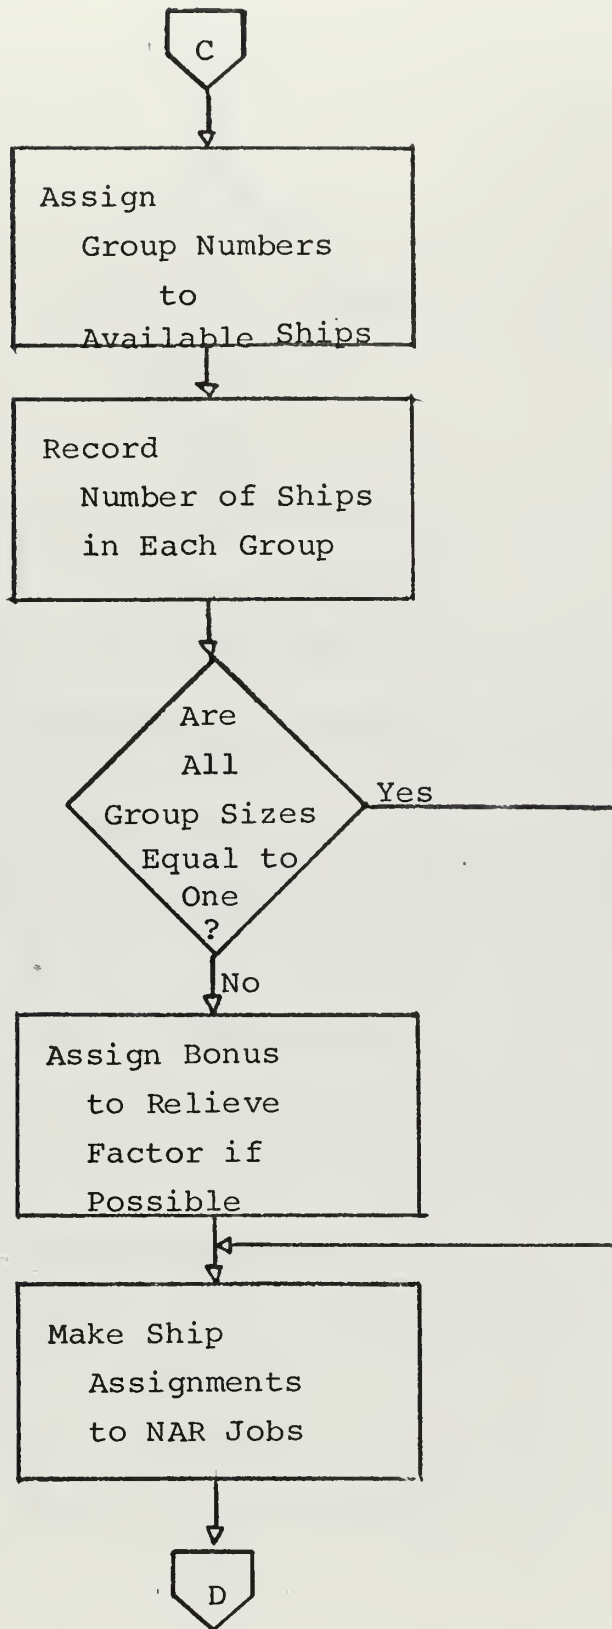 C
Assign
Group Numbers
to
Available Ships
Record
Number of Ships
in Each Group
Are
All
Group Sizes
Equal to
One
?
Yes
No
Assign Bonus
to Relieve
Factor if
Possible
Make Ship
Assignments
to NAR Jobs
D